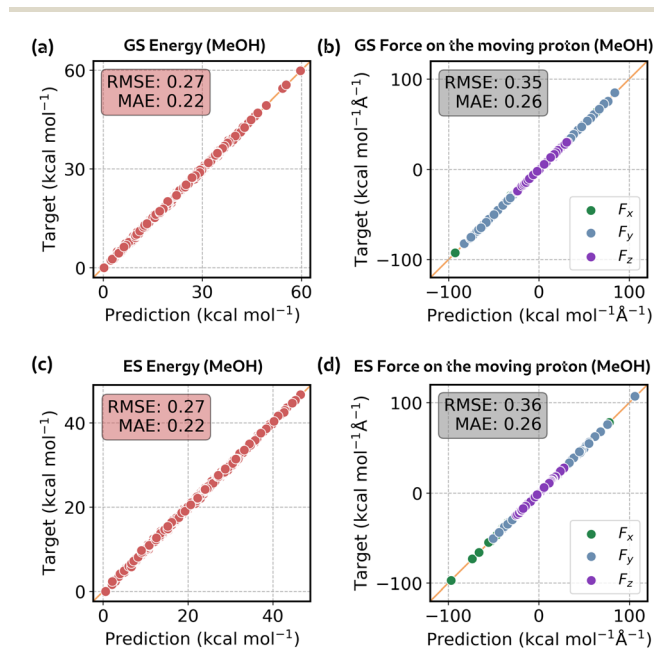 (a) GS Energy (MeOH)
RMSE: 0.27
MAE: 0.22
60
30
0
Target (kcal mol⁻¹)
0 30 60
Prediction (kcal mol⁻¹)
(b) GS Force on the moving proton (MeOH)
RMSE: 0.35
MAE: 0.26
100
0
−100
Target (kcal mol⁻¹Å⁻¹)
Fₓ
Fᵧ
F_z
−100 0 100
Prediction (kcal mol⁻¹Å⁻¹)
(c) ES Energy (MeOH)
RMSE: 0.27
MAE: 0.22
40
20
0
Target (kcal mol⁻¹)
0 20 40
Prediction (kcal mol⁻¹)
(d) ES Force on the moving proton (MeOH)
RMSE: 0.36
MAE: 0.26
100
0
−100
Target (kcal mol⁻¹Å⁻¹)
Fₓ
Fᵧ
F_z
−100 0 100
Prediction (kcal mol⁻¹Å⁻¹)